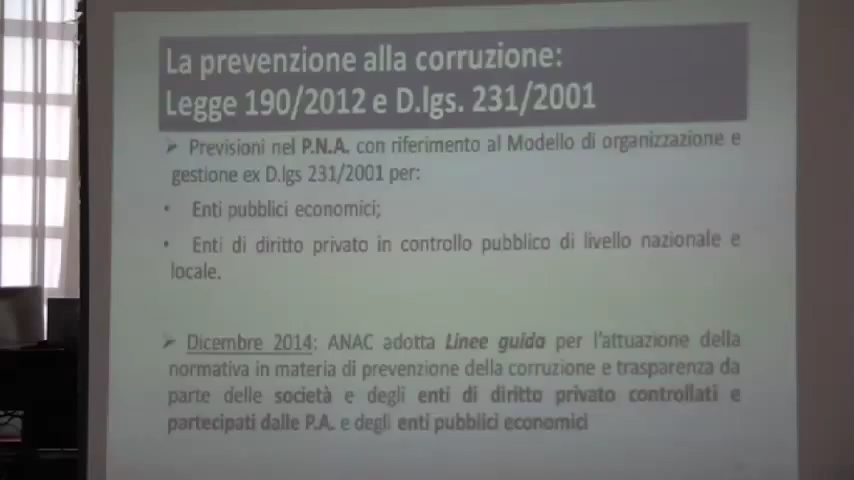 La prevenzione alla corruzione:
Legge 190/2012 e D.lgs. 231/2001
➢ Previsioni nel P.N.A. con riferimento al Modello di organizzazione e
gestione ex D.lgs 231/2001 per:
• Enti pubblici economici;
• Enti di diritto privato in controllo pubblico di livello nazionale e
locale.
➢ Dicembre 2014: ANAC adotta Linee guida per l'attuazione della
normativa in materia di prevenzione della corruzione e trasparenza da
parte delle società e degli enti di diritto privato controllati e
partecipati dalle P.A. e degli enti pubblici economici